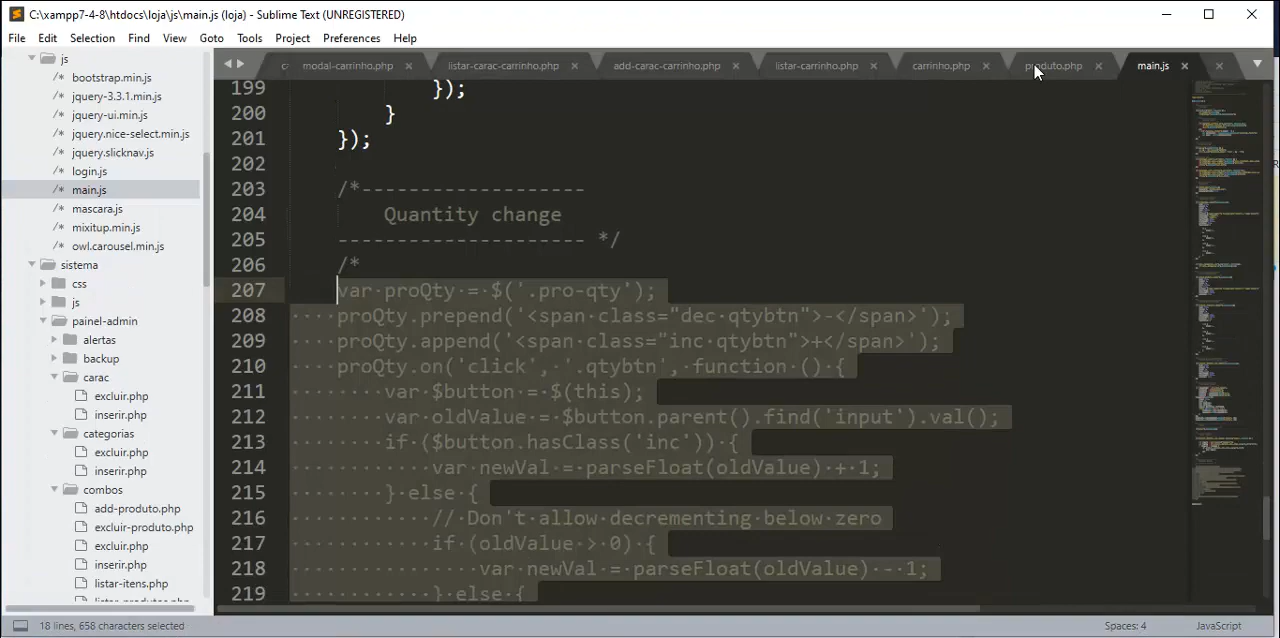 C:\xampp7-4-8\htdocs\loja\js\main.js (loja) - Sublime Text (UNREGISTERED)
File Edit Selection Find View Goto Tools Project Preferences Help
modal-carrinho.php listar-carac-carrinho.php add-carac-carrinho.php listar-carrinho.php carrinho.php produto.php main.js
js
bootstrap.min.js
jquery-3.3.1.min.js
jquery-ui.min.js
jquery.nice-select.min.js
jquery.slicknav.js
login.js
main.js
mascara.js
mixitup.min.js
owl.carousel.min.js
sistema
css
js
painel-admin
alertas
backup
carac
excluir.php
inserir.php
categorias
excluir.php
inserir.php
combos
add-produto.php
excluir-produto.php
excluir.php
inserir.php
listar-itens.php
listar-produtos.php
199 });
200 }
201 });
202
203 /*-------------------
204 Quantity change
205 --------------------- */
206 /*
207 var proQty = $('.pro-qty');
208 proQty.prepend('<span class="dec qtybtn">-</span>');
209 proQty.append('<span class="inc qtybtn">+</span>');
210 proQty.on('click', '.qtybtn', function () {
211 var $button = $(this);
212 var oldValue = $button.parent().find('input').val();
213 if ($button.hasClass('inc')) {
214 var newVal = parseFloat(oldValue) + 1;
215 } else {
216 // Don't allow decrementing below zero
217 if (oldValue > 0) {
218 var newVal = parseFloat(oldValue) - 1;
219 } else {
18 lines, 658 characters selected
Spaces: 4
JavaScript